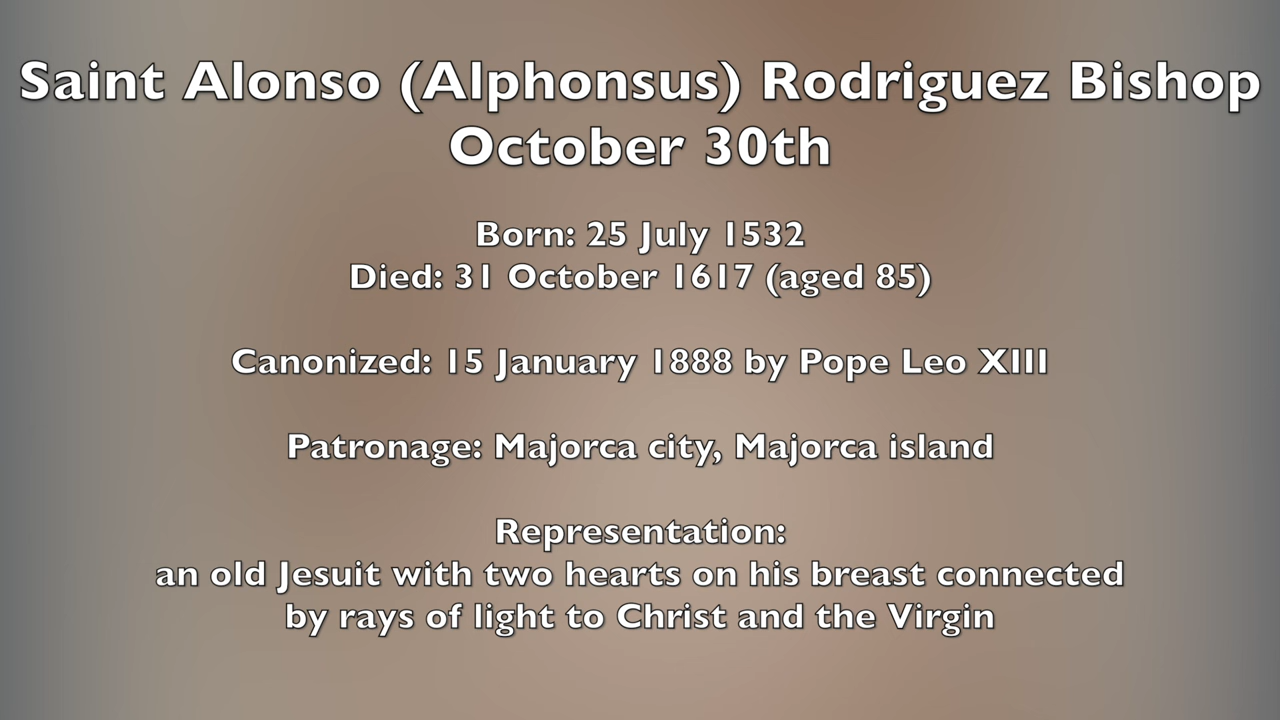 Saint Alonso (Alphonsus) Rodriguez Bishop
October 30th
Born: 25 July 1532
Died: 31 October 1617 (aged 85)
Canonized: 15 January 1888 by Pope Leo XIII
Patronage: Majorca city, Majorca island
Representation:
an old Jesuit with two hearts on his breast connected
by rays of light to Christ and the Virgin